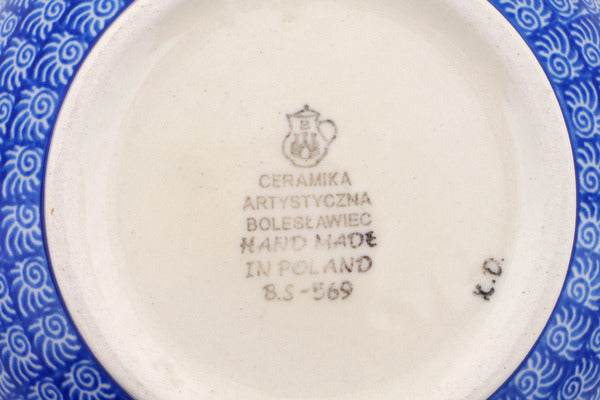 CERAMIKA
ARTYSTYCZNA
BOLESŁAWIEC
HAND MADE
IN POLAND
B.S-569
K.D.